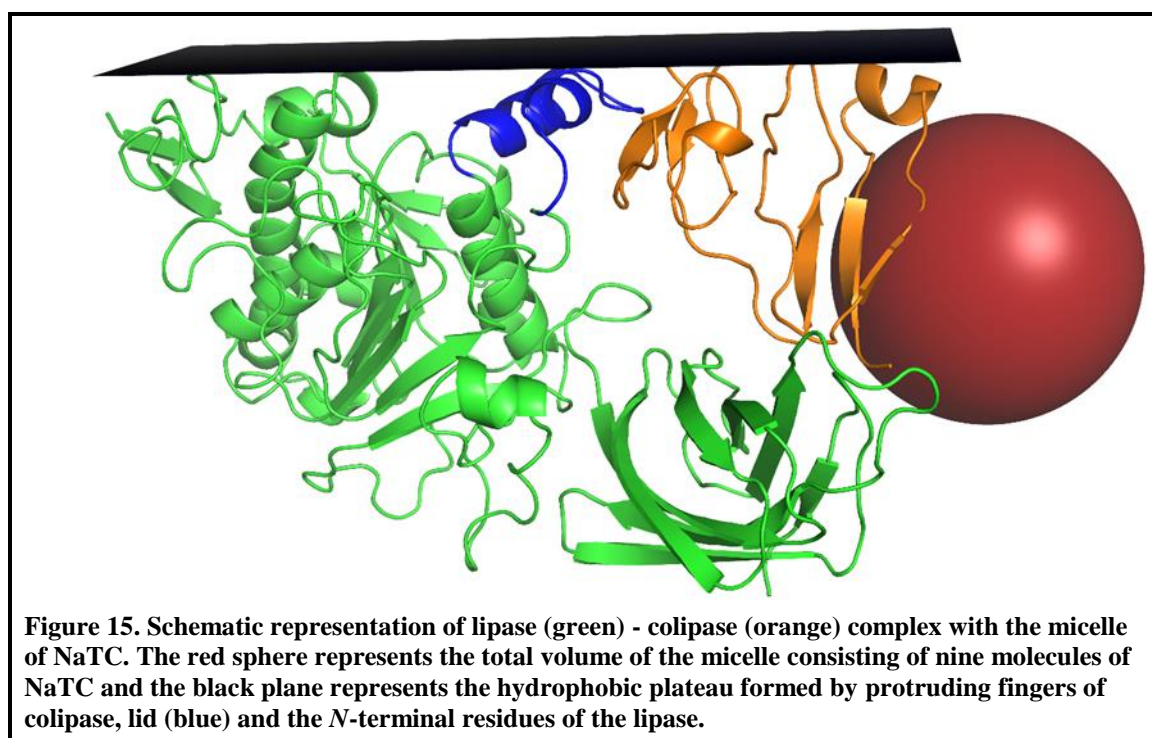 Figure 15. Schematic representation of lipase (green) - colipase (orange) complex with the micelle
of NaTC. The red sphere represents the total volume of the micelle consisting of nine molecules of
NaTC and the black plane represents the hydrophobic plateau formed by protruding fingers of
colipase, lid (blue) and the N-terminal residues of the lipase.